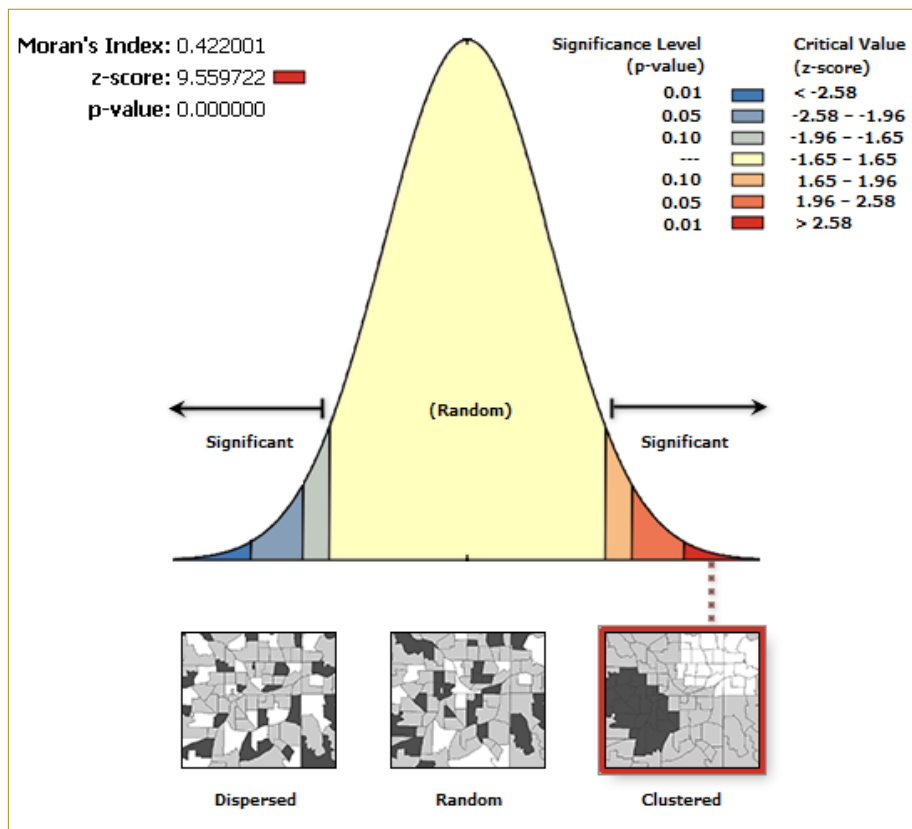 Moran's Index: 0.422001
z-score: 9.559722
p-value: 0.000000
Significance Level
(p-value)
Critical Value
(z-score)
0.01 < -2.58
0.05 -2.58 – -1.96
0.10 -1.96 – -1.65
--- -1.65 – 1.65
0.10 1.65 – 1.96
0.05 1.96 – 2.58
0.01 > 2.58
(Random)
Significant
Significant
Dispersed
Random
Clustered